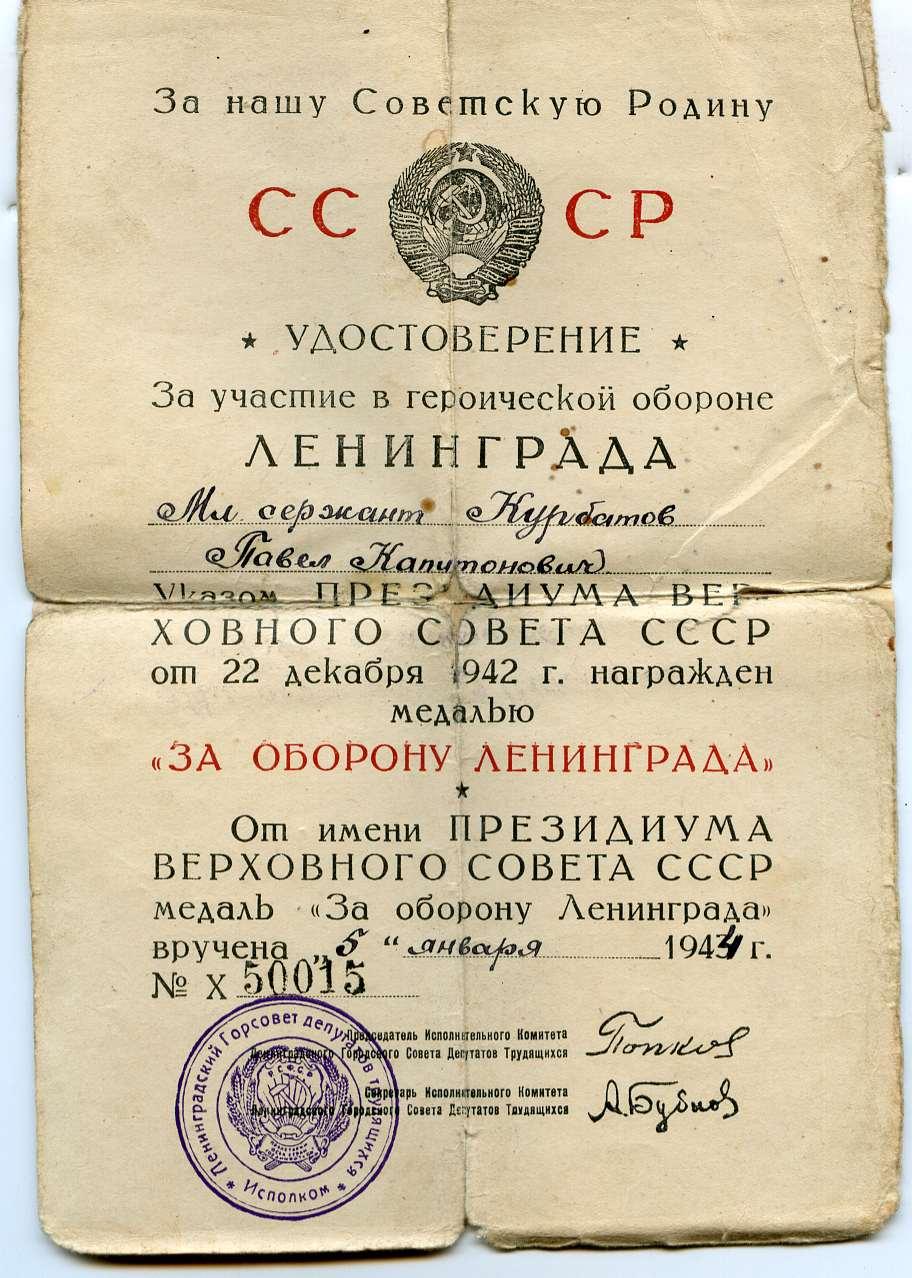 За нашу Советскую Родину
СССР
УДОСТОВЕРЕНИЕ
За участие в героической обороне
ЛЕНИНГРАДА
Мл сержант Курбатов
Павел Капитонович
Указом ПРЕЗИДИУМА ВЕР-
ХОВНОГО СОВЕТА СССР
от 22 декабря 1942 г. награжден
медалью
«ЗА ОБОРОНУ ЛЕНИНГРАДА»
От имени ПРЕЗИДИУМА
ВЕРХОВНОГО СОВЕТА СССР
медаль «За оборону Ленинграда»
вручена „5“ января 1944 г.
№ X 50015
Председатель Исполнительного Комитета
Ленинградского Городского Совета Депутатов Трудящихся
Попков
Секретарь Исполнительного Комитета
Ленинградского Городского Совета Депутатов Трудящихся
А.Бубнов
Ленинградский Горсовет депутатов трудящихся
РСФСР
Исполком